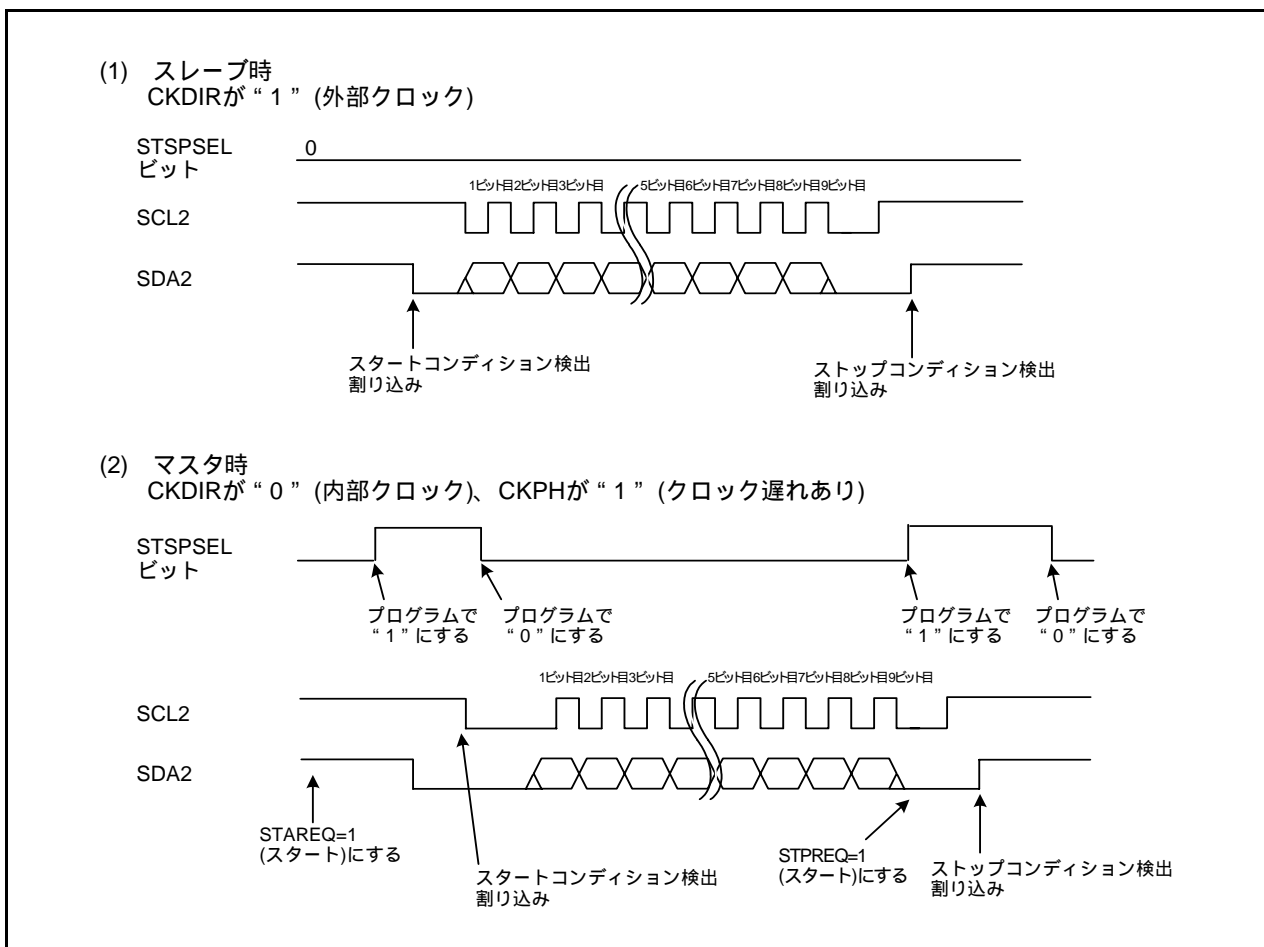 (1) スレーブ時
CKDIRが“1”(外部クロック)
STSPSEL
ビット
0
1ビット目2ビット目3ビット目
5ビット目6ビット目7ビット目8ビット目9ビット目
SCL2
SDA2
スタートコンディション検出
割り込み
ストップコンディション検出
割り込み
(2) マスタ時
CKDIRが“0”(内部クロック)、CKPHが“1”(クロック遅れあり)
STSPSEL
ビット
プログラムで
“1”にする
プログラムで
“0”にする
プログラムで
“1”にする
プログラムで
“0”にする
1ビット目2ビット目3ビット目
5ビット目6ビット目7ビット目8ビット目9ビット目
SCL2
SDA2
STAREQ=1
(スタート)にする
スタートコンディション検出
割り込み
STPREQ=1
(スタート)にする
ストップコンディション検出
割り込み